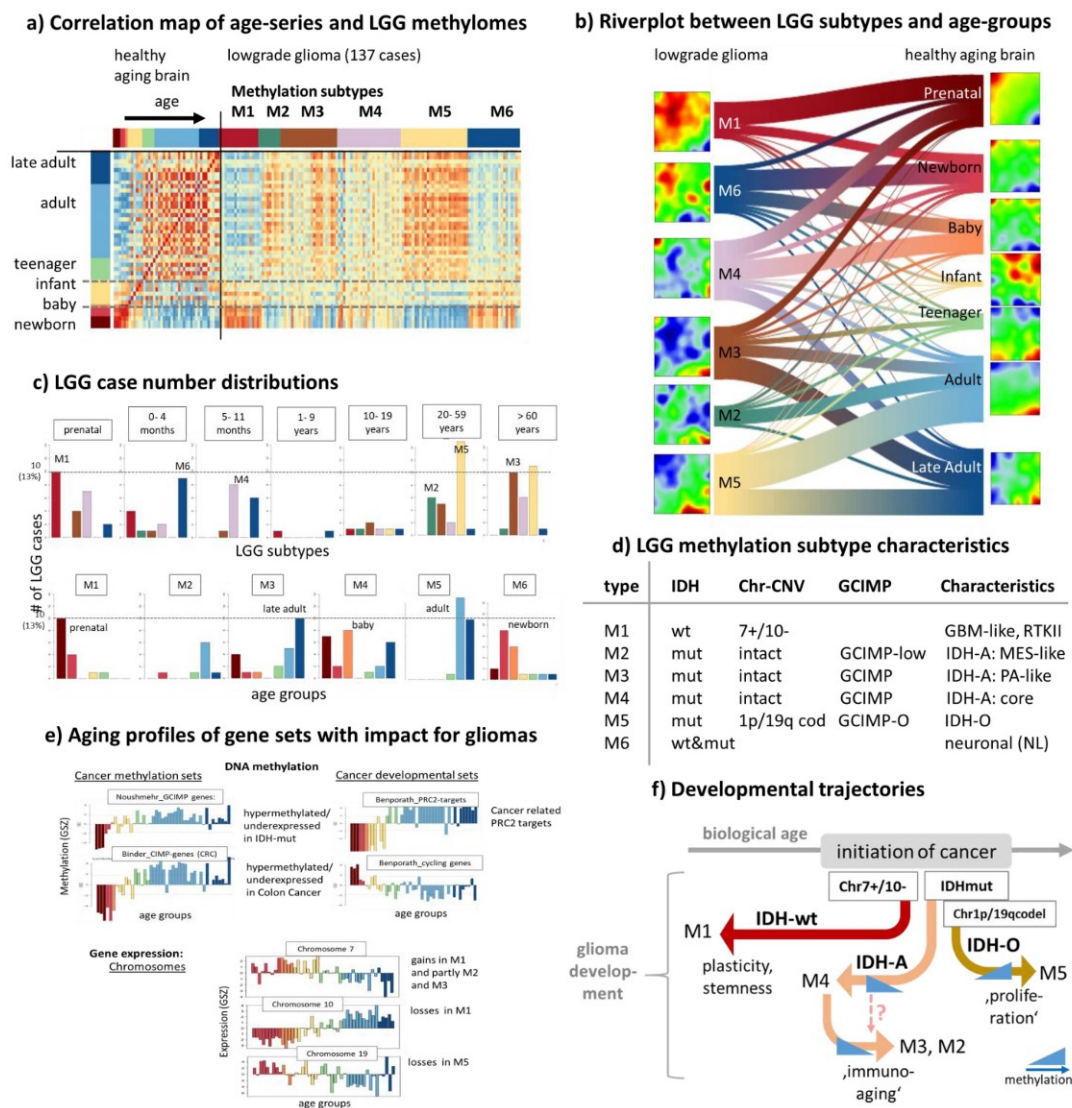 a) Correlation map of age-series and LGG methylomes
healthy
aging brain
age
lowgrade glioma (137 cases)
Methylation subtypes
M1 M2 M3 M4 M5 M6
late adult
adult
teenager
infant
baby
newborn
b) Riverplot between LGG subtypes and age-groups
lowgrade glioma
healthy aging brain
M1
M6
M4
M3
M2
M5
Prenatal
Newborn
Baby
Infant
Teenager
Adult
Late Adult
c) LGG case number distributions
prenatal
0- 4
months
5- 11
months
1- 9
years
10- 19
years
20- 59
years
> 60
years
10
(13%)
M1
M6
M4
M2
M5
M3
LGG subtypes
# of LGG cases
M1
M2
M3
M4
M5
M6
10
(13%)
prenatal
late adult
baby
adult
newborn
age groups
d) LGG methylation subtype characteristics
type IDH Chr-CNV GCIMP Characteristics
M1 wt 7+/10- GBM-like, RTKII
M2 mut intact GCIMP-low IDH-A: MES-like
M3 mut intact GCIMP IDH-A: PA-like
M4 mut intact GCIMP IDH-A: core
M5 mut 1p/19q cod GCIMP-O IDH-O
M6 wt&mut neuronal (NL)
e) Aging profiles of gene sets with impact for gliomas
DNA methylation
Cancer methylation sets
Cancer developmental sets
Noushmehr_GCIMP genes:
hypermethylated/
underexpressed
in IDH-mut
Benporath_PRC2-targets
Cancer related
PRC2 targets
Methylation (GSZ)
Binder_CIMP-genes (CRC)
hypermethylated/
underexpressed
in Colon Cancer
Benporath_cycling genes
age groups
age groups
Gene expression:
Chromosomes
Expression (GSZ)
Chromosome 7
gains in M1
and partly M2
and M3
Chromosome 10
losses in M1
Chromosome 19
losses in M5
age groups
f) Developmental trajectories
biological age
initiation of cancer
Chr7+/10-
IDHmut
Chr1p/19qcodel
glioma
develop-
ment
M1
IDH-wt
plasticity,
stemness
IDH-A
M4
IDH-O
M5
‚prolife-
ration‘
?
M3, M2
‚immuno-
aging‘
methylation